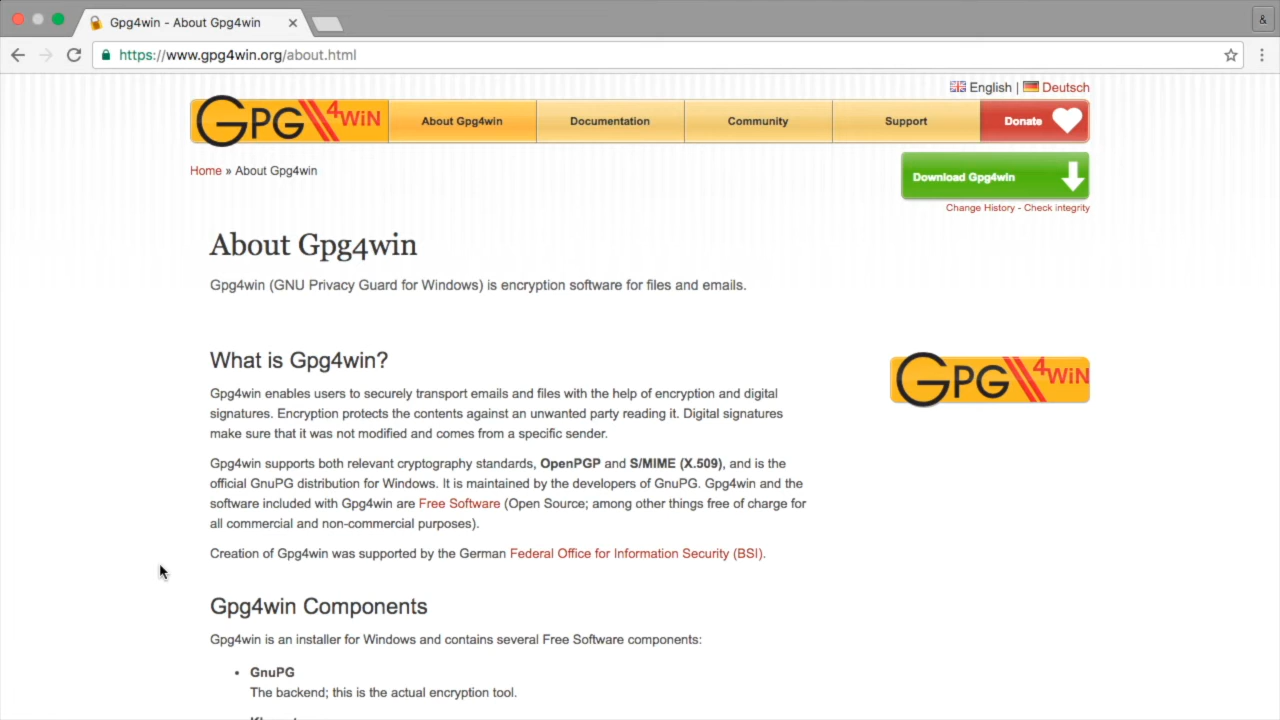 Gpg4win - About Gpg4win
&
https://www.gpg4win.org/about.html
English | Deutsch
GPG4WiN
About Gpg4win
Documentation
Community
Support
Donate
Home » About Gpg4win
Download Gpg4win
Change History - Check integrity
About Gpg4win
Gpg4win (GNU Privacy Guard for Windows) is encryption software for files and emails.
What is Gpg4win?
GPG4WiN
Gpg4win enables users to securely transport emails and files with the help of encryption and digital
signatures. Encryption protects the contents against an unwanted party reading it. Digital signatures
make sure that it was not modified and comes from a specific sender.
Gpg4win supports both relevant cryptography standards, OpenPGP and S/MIME (X.509), and is the
official GnuPG distribution for Windows. It is maintained by the developers of GnuPG. Gpg4win and the
software included with Gpg4win are Free Software (Open Source; among other things free of charge for
all commercial and non-commercial purposes).
Creation of Gpg4win was supported by the German Federal Office for Information Security (BSI).
Gpg4win Components
Gpg4win is an installer for Windows and contains several Free Software components:
• GnuPG
The backend; this is the actual encryption tool.